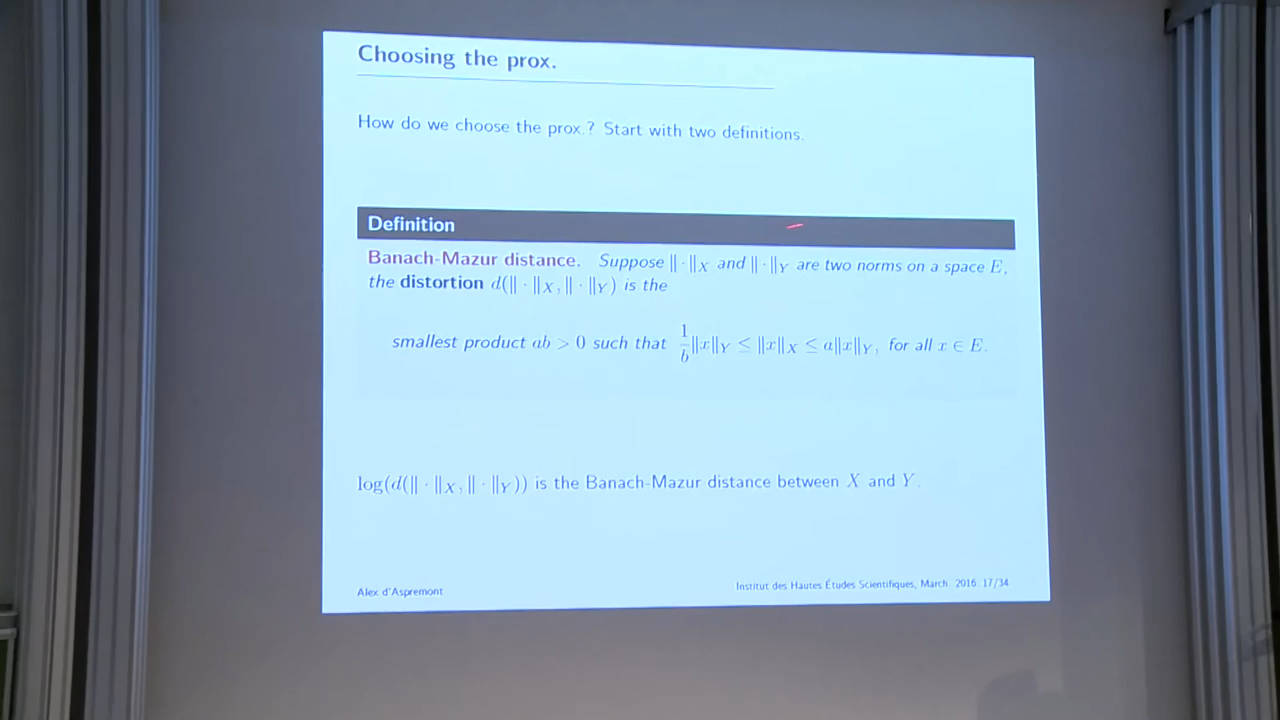 Choosing the prox.
How do we choose the prox.? Start with two definitions.
Definition
Banach-Mazur distance. Suppose ‖·‖_X and ‖·‖_Y are two norms on a space E,
the distortion d(‖·‖_X, ‖·‖_Y) is the
smallest product ab > 0 such that 1/b ‖x‖_Y ≤ ‖x‖_X ≤ a‖x‖_Y, for all x ∈ E.
log(d(‖·‖_X, ‖·‖_Y)) is the Banach-Mazur distance between X and Y.
Alex d'Aspremont
Institut des Hautes Études Scientifiques, March. 2016 17/34